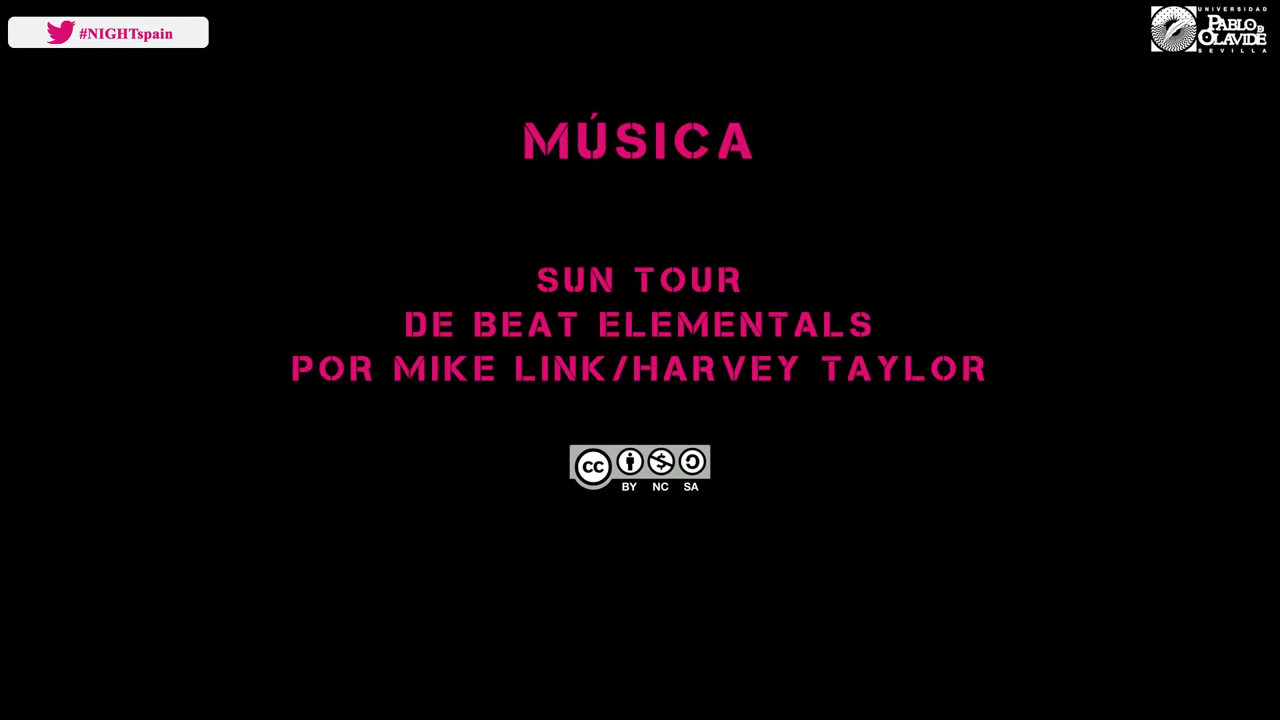 #NIGHTspain
UNIVERSIDAD
PABLO DE
OLAVIDE
SEVILLA
MÚSICA
SUN TOUR
DE BEAT ELEMENTALS
POR MIKE LINK/HARVEY TAYLOR
CC
BY NC SA